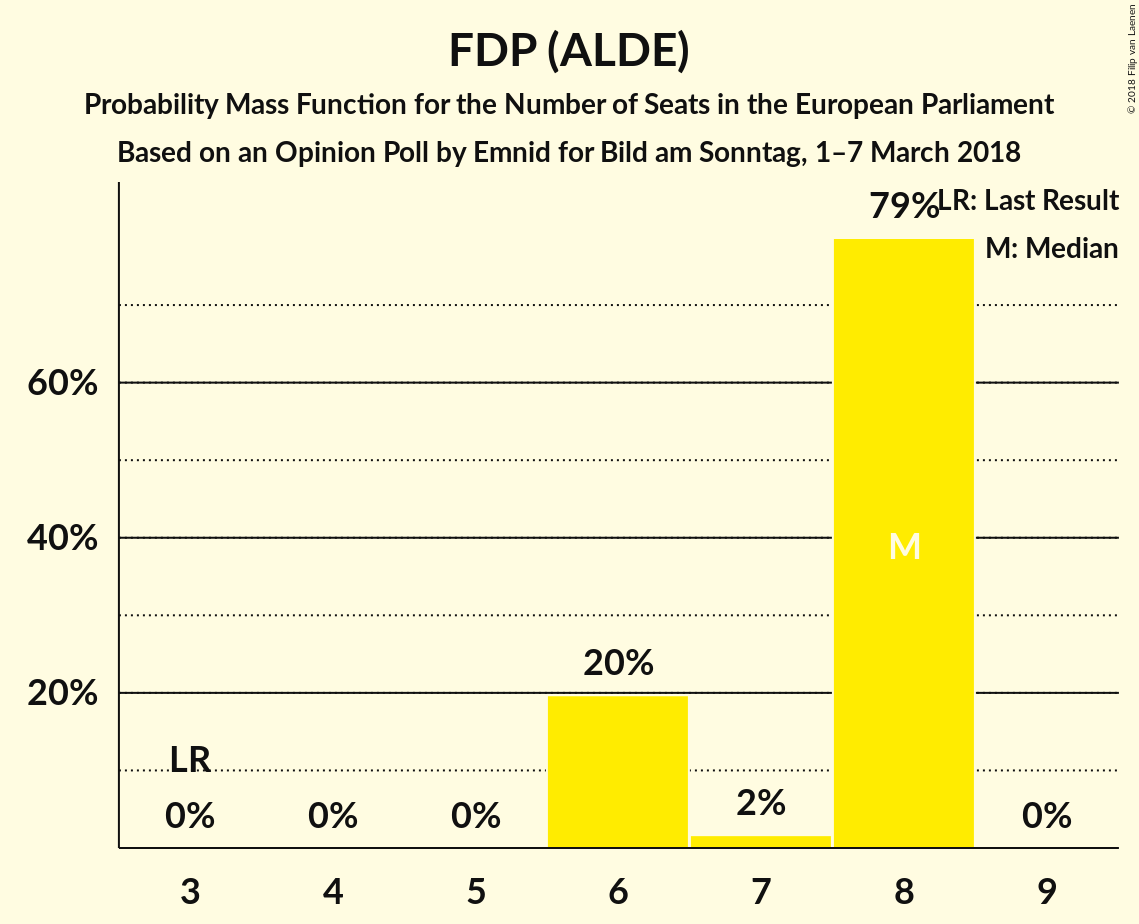 FDP (ALDE)
Probability Mass Function for the Number of Seats in the European Parliament
Based on an Opinion Poll by Emnid for Bild am Sonntag, 1–7 March 2018
© 2018 Filip van Laenen
LR: Last Result
M: Median
79%
60%
40%
M
20%
20%
LR
0%
0%
0%
2%
0%
3
4
5
6
7
8
9